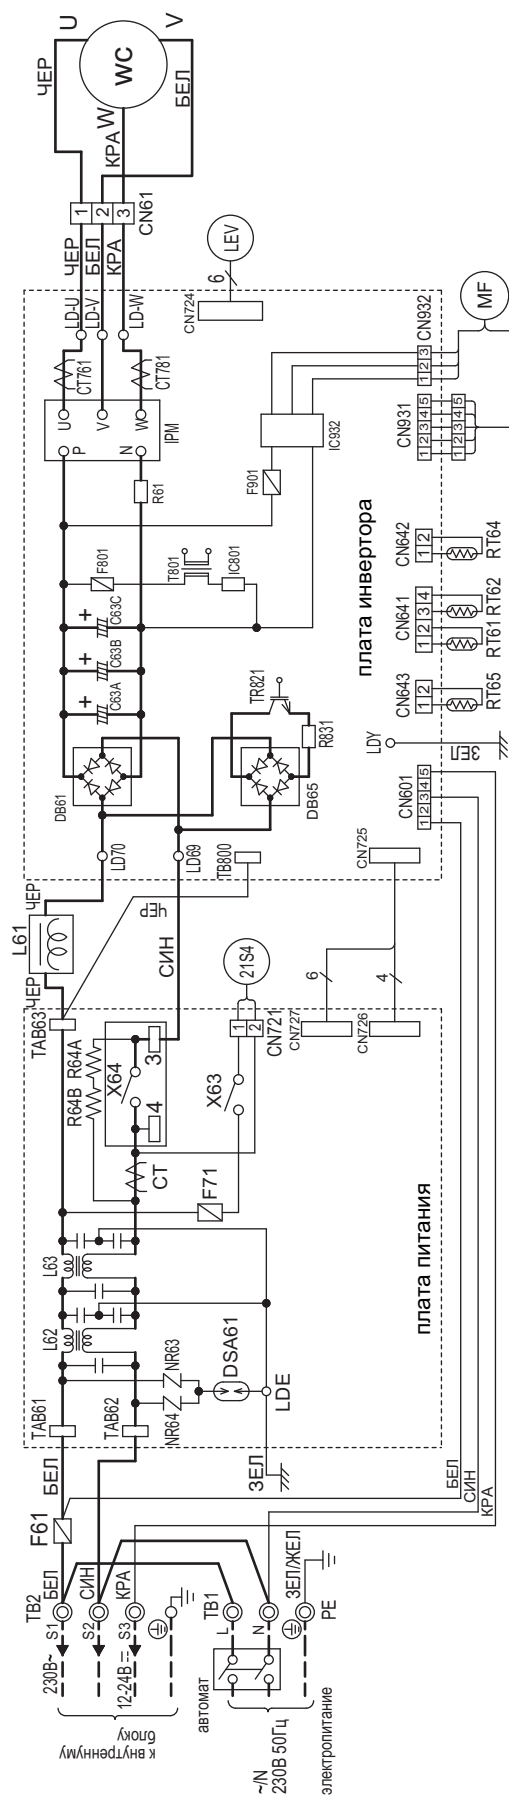 U
V
WC
ЧЕР
W
КРА
БЕЛ
1
2
3
CN61
ЧЕР
БЕЛ
КРА
LD-U
LD-V
LD-W
CN724
6
LEV
CT761
CT781
U
V
W
P
N
IPM
R61
F901
IC932
CN932
1 2 3
MF
CN931
1 2 3 4 5
1 2 3 4 5
F801
T801
IC801
+
C63C
+
C63B
+
C63A
плата инвертора
CN642
1 2
RT64
CN641
1 2 3 4
RT62
RT61
CN643
1 2
RT65
TR821
R831
DB61
DB65
LDY
ЗЕЛ
CN601
1 2 3 4 5
LD70
LD69
TB800
CN725
ЧЕР
L61
ЧЕР
ЧЕР
СИН
TAB63
6
4
21S4
1
2
CN721
CN727
CN726
R64B
R64A
X64
3
4
X63
CT
F71
L63
L62
плата питания
NR63
NR64
DSA61
LDE
TAB61
TAB62
ЗЕЛ
БЕЛ
F61
БЕЛ
СИН
КРА
TB2
БЕЛ
СИН
КРА
S1
S2
S3
230В~
12-24В
к внутреннему
блоку
TB1
L
N
PE
ЗЕЛ/ЖЕЛ
автомат
~/N
230В 50Гц
электропитание